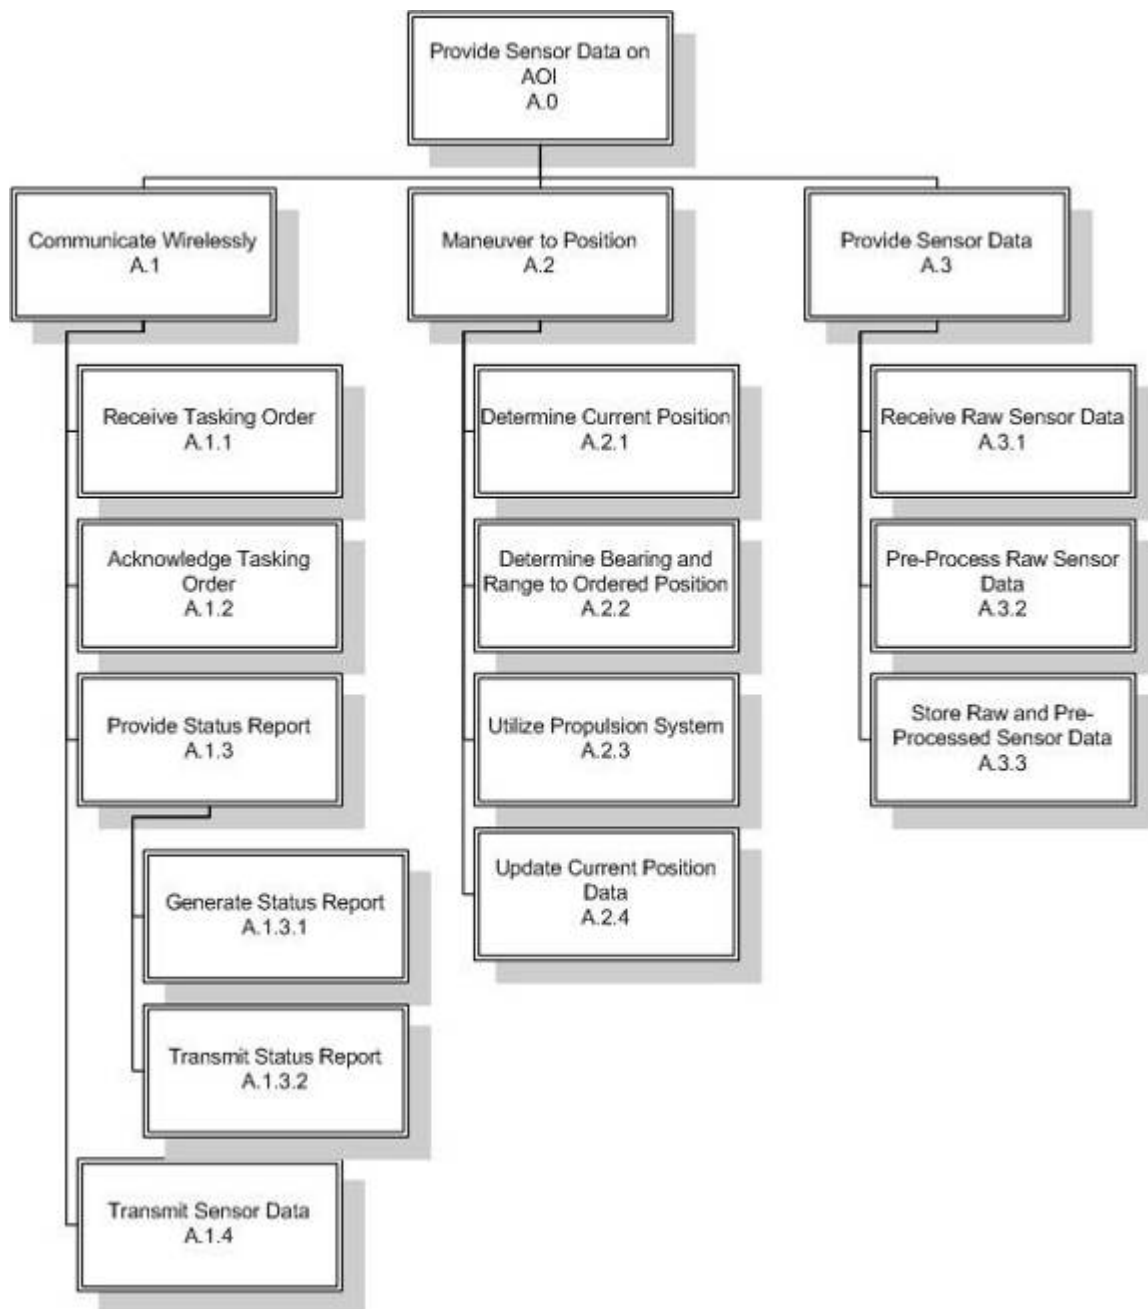 Provide Sensor Data on
AOI
A.0
Communicate Wirelessly
A.1
Maneuver to Position
A.2
Provide Sensor Data
A.3
Receive Tasking Order
A.1.1
Acknowledge Tasking
Order
A.1.2
Provide Status Report
A.1.3
Generate Status Report
A.1.3.1
Transmit Status Report
A.1.3.2
Transmit Sensor Data
A.1.4
Determine Current Position
A.2.1
Determine Bearing and
Range to Ordered Position
A.2.2
Utilize Propulsion System
A.2.3
Update Current Position
Data
A.2.4
Receive Raw Sensor Data
A.3.1
Pre-Process Raw Sensor
Data
A.3.2
Store Raw and Pre-
Processed Sensor Data
A.3.3